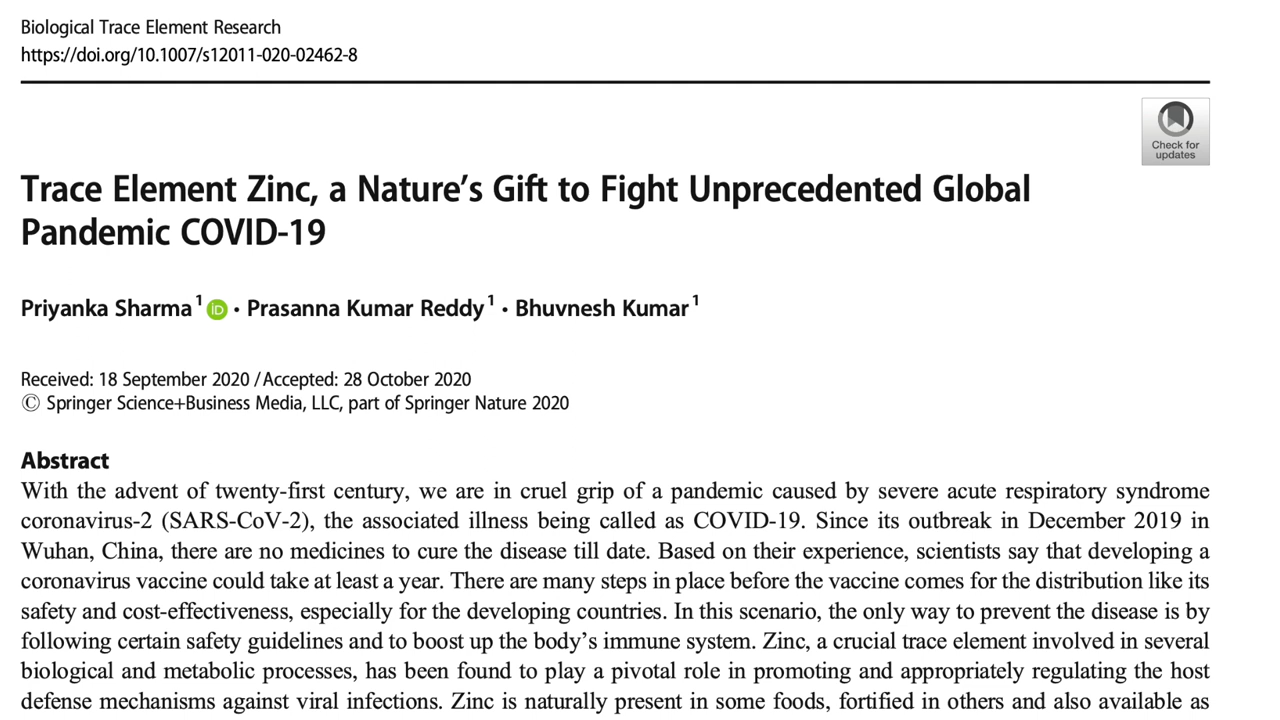 Biological Trace Element Research
https://doi.org/10.1007/s12011-020-02462-8
Check for
updates
Trace Element Zinc, a Nature's Gift to Fight Unprecedented Global
Pandemic COVID-19
Priyanka Sharma 1 iD • Prasanna Kumar Reddy 1 • Bhuvnesh Kumar 1
Received: 18 September 2020 / Accepted: 28 October 2020
© Springer Science+Business Media, LLC, part of Springer Nature 2020
Abstract
With the advent of twenty-first century, we are in cruel grip of a pandemic caused by severe acute respiratory syndrome
coronavirus-2 (SARS-CoV-2), the associated illness being called as COVID-19. Since its outbreak in December 2019 in
Wuhan, China, there are no medicines to cure the disease till date. Based on their experience, scientists say that developing a
coronavirus vaccine could take at least a year. There are many steps in place before the vaccine comes for the distribution like its
safety and cost-effectiveness, especially for the developing countries. In this scenario, the only way to prevent the disease is by
following certain safety guidelines and to boost up the body's immune system. Zinc, a crucial trace element involved in several
biological and metabolic processes, has been found to play a pivotal role in promoting and appropriately regulating the host
defense mechanisms against viral infections. Zinc is naturally present in some foods, fortified in others and also available as